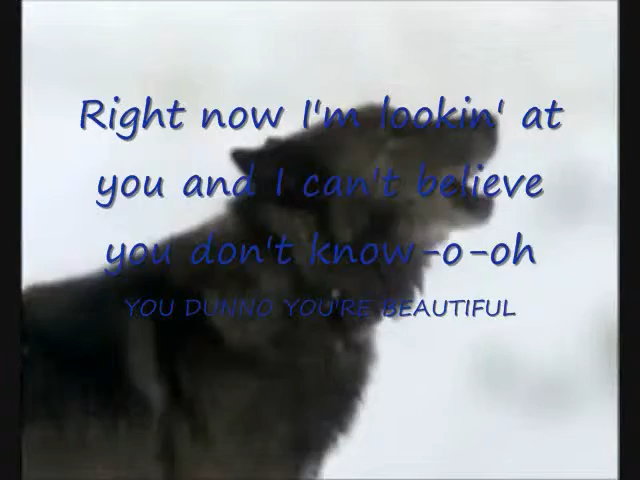 Right now I'm lookin' at
you and I can't believe
you don't know-o-oh
YOU DUNNO YOU'RE BEAUTIFUL